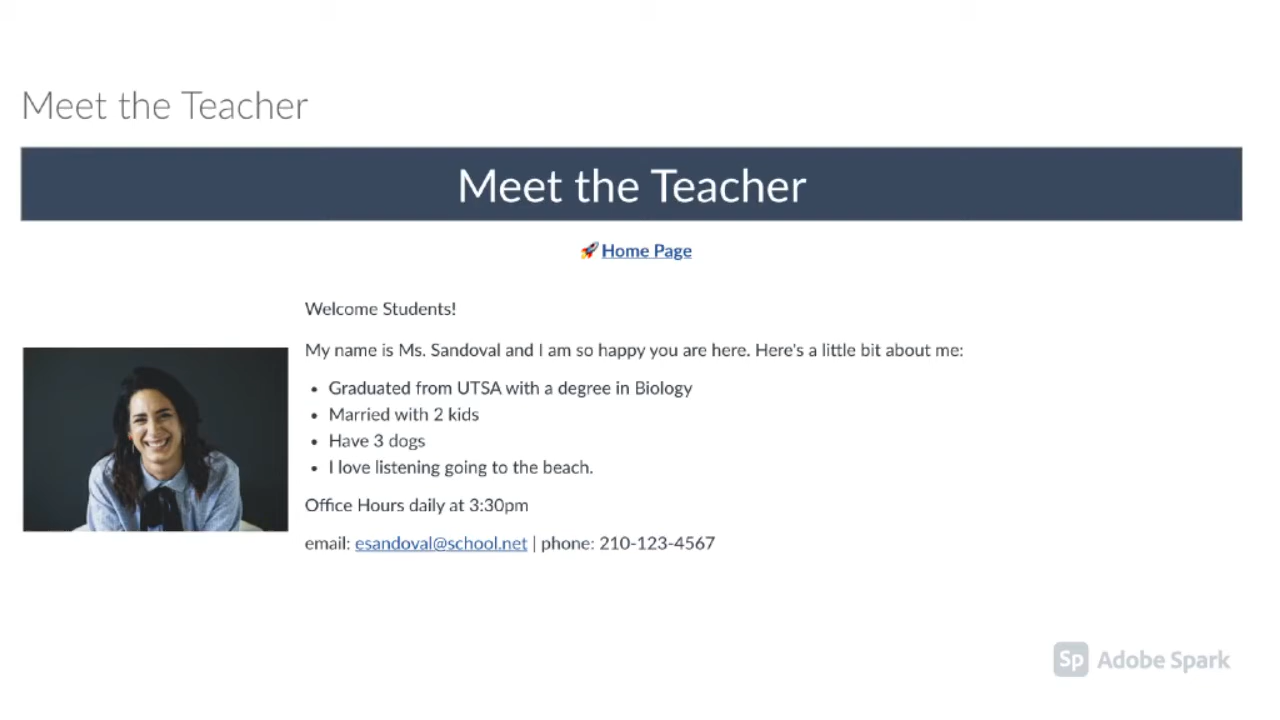 Meet the Teacher
Meet the Teacher
🚀 Home Page
Welcome Students!
My name is Ms. Sandoval and I am so happy you are here. Here's a little bit about me:
• Graduated from UTSA with a degree in Biology
• Married with 2 kids
• Have 3 dogs
• I love listening going to the beach.
Office Hours daily at 3:30pm
email: esandoval@school.net | phone: 210-123-4567
Sp Adobe Spark